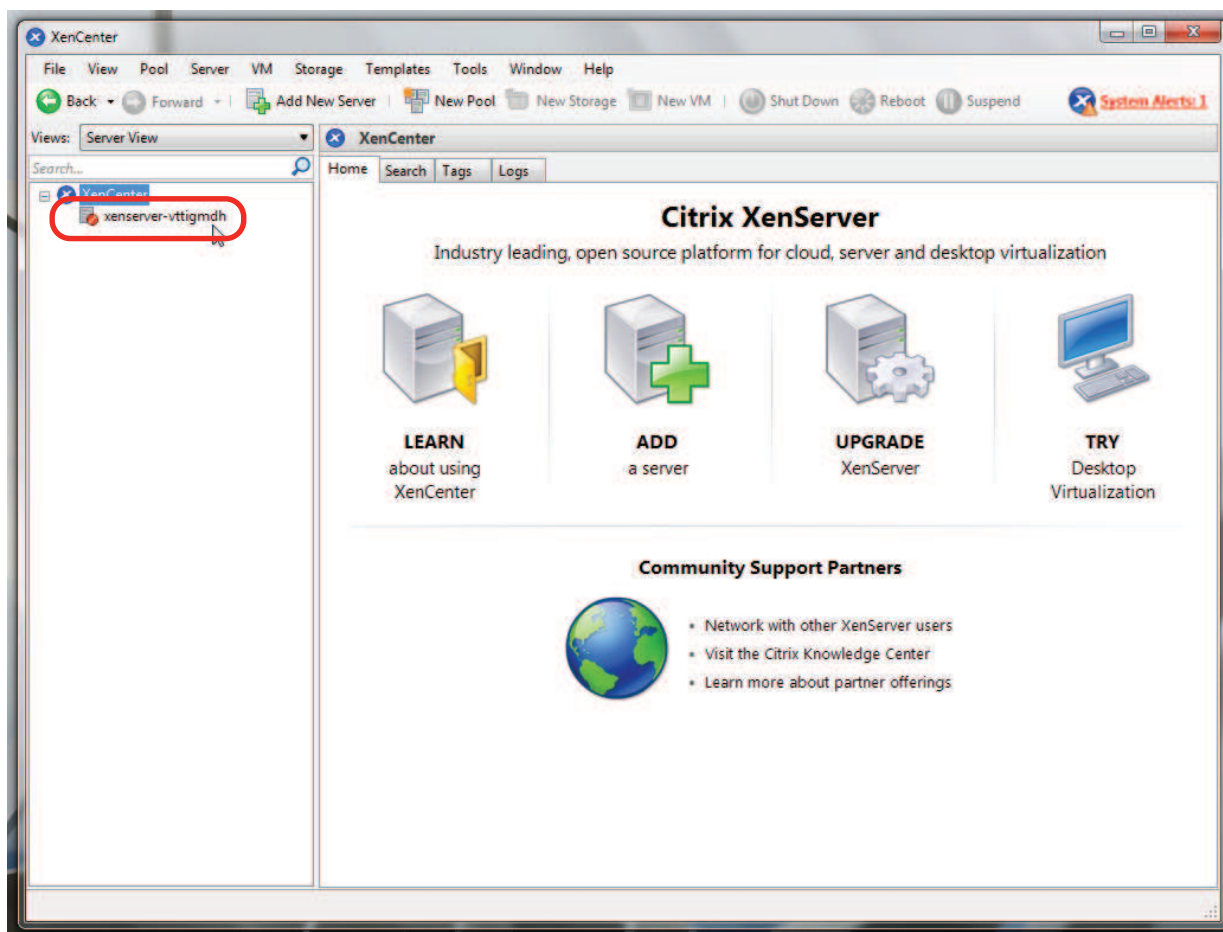 XenCenter
File View Pool Server VM Storage Templates Tools Window Help
Back Forward Add New Server New Pool New Storage New VM Shut Down Reboot Suspend System Alerts: 1
Views: Server View
XenCenter
Search...
Home Search Tags Logs
XenCenter
xenserver-vttigmdh
Citrix XenServer
Industry leading, open source platform for cloud, server and desktop virtualization
LEARN
about using
XenCenter
ADD
a server
UPGRADE
XenServer
TRY
Desktop
Virtualization
Community Support Partners
• Network with other XenServer users
• Visit the Citrix Knowledge Center
• Learn more about partner offerings